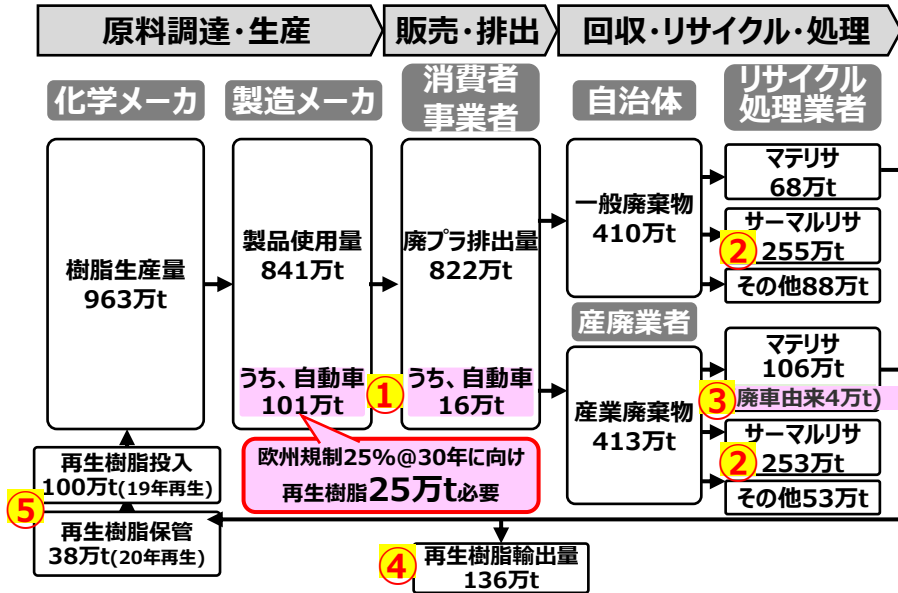 原料調達・生産
販売・排出
回収・リサイクル・処理
化学メーカ
製造メーカ
消費者
事業者
自治体
リサイクル
処理業者
樹脂生産量
963万t
製品使用量
841万t
うち、自動車
101万t
①
廃プラ排出量
822万t
うち、自動車
16万t
一般廃棄物
410万t
マテリサ
68万t
サーマルリサ
② 255万t
その他88万t
産廃業者
産業廃棄物
413万t
マテリサ
106万t
③ 廃車由来4万t)
サーマルリサ
② 253万t
その他53万t
欧州規制25%@30年に向け
再生樹脂25万t必要
再生樹脂投入
100万t(19年再生)
⑤
再生樹脂保管
38万t(20年再生)
④ 再生樹脂輸出量
136万t